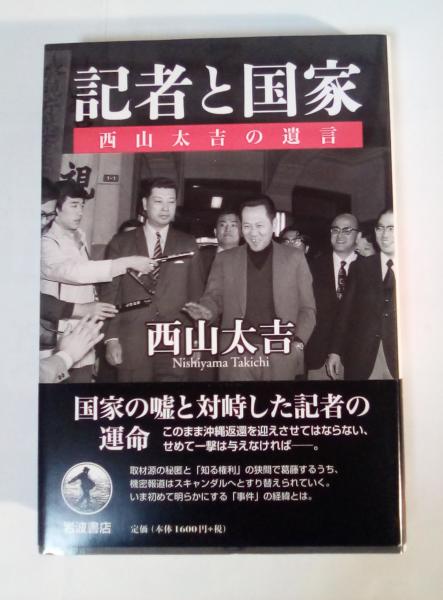 記者と国家
西山太吉の遺言
祝
1-1
西山太吉 著
Nishiyama Takichi
国家の嘘と対峙した記者の
運命
このまま沖縄返還を迎えさせてはならない、
せめて一撃は与えなければ――。
取材源の秘匿と「知る権利」の狭間で葛藤するうち、
機密報道はスキャンダルへとすり替えられていく。
いま初めて明らかにする「事件」の経緯とは。
岩波書店
定価(本体1600円+税)